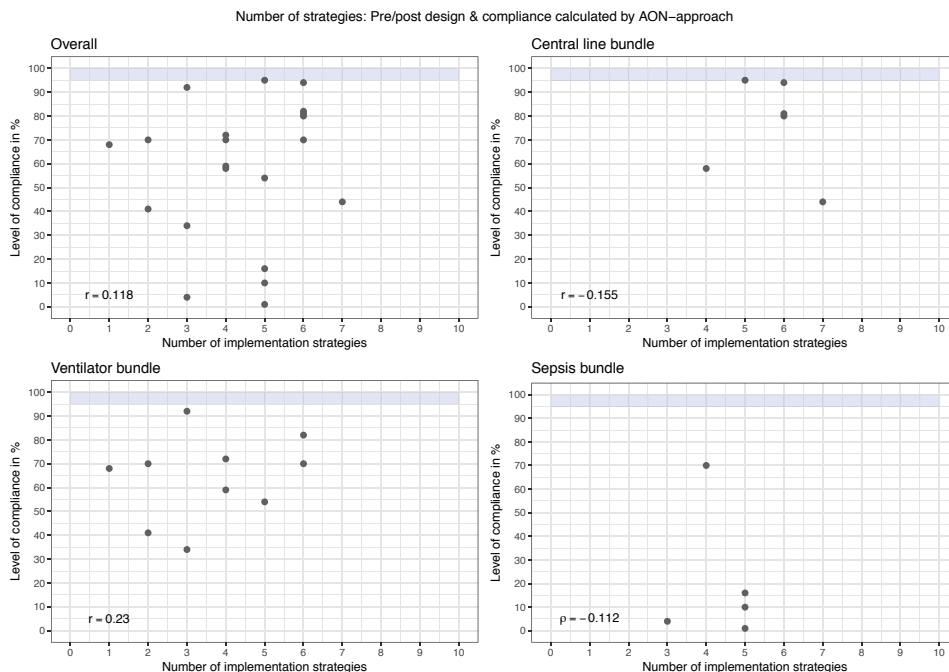 Number of strategies: Pre/post design & compliance calculated by AON−approach
Overall
Level of compliance in %
100
90
80
70
60
50
40
30
20
10
0
r = 0.118
0 1 2 3 4 5 6 7 8 9 10
Number of implementation strategies
Central line bundle
Level of compliance in %
100
90
80
70
60
50
40
30
20
10
0
r = −0.155
0 1 2 3 4 5 6 7 8 9 10
Number of implementation strategies
Ventilator bundle
Level of compliance in %
100
90
80
70
60
50
40
30
20
10
0
r = 0.23
0 1 2 3 4 5 6 7 8 9 10
Number of implementation strategies
Sepsis bundle
Level of compliance in %
100
90
80
70
60
50
40
30
20
10
0
ρ = −0.112
0 1 2 3 4 5 6 7 8 9 10
Number of implementation strategies